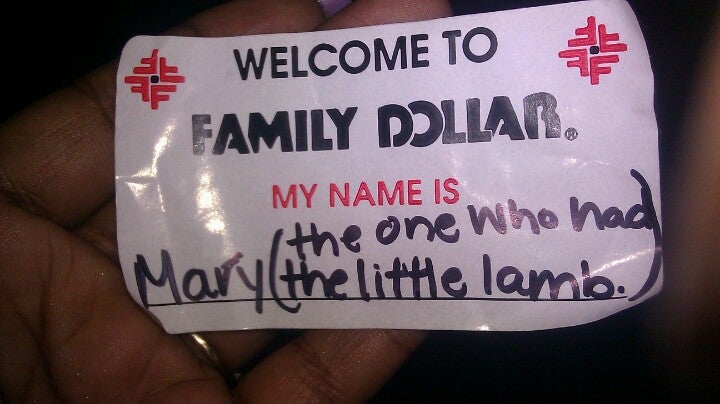 WELCOME TO
FAMILY DOLLAR®
MY NAME IS
(the one who had
Mary (the little lamb.)